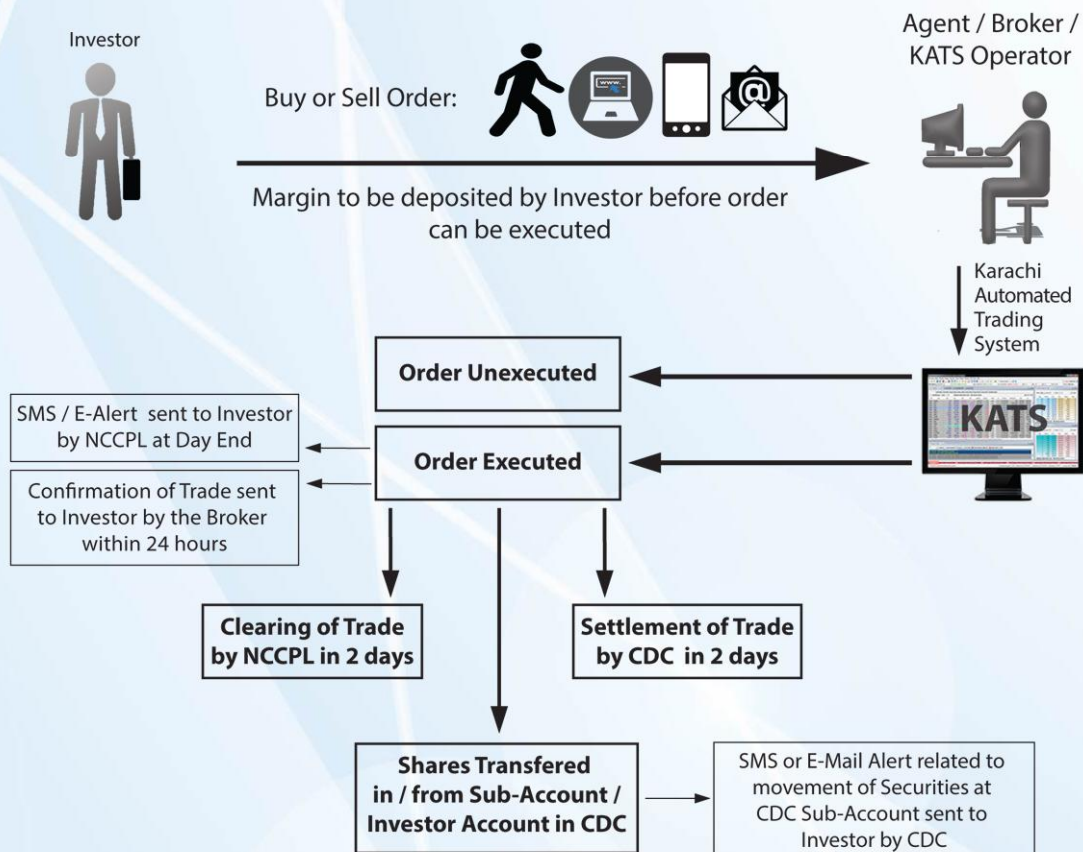 Investor
Agent / Broker /
KATS Operator
Buy or Sell Order:
www.
@
Margin to be deposited by Investor before order
can be executed
Karachi
Automated
Trading
System
KATS
Order Unexecuted
Order Executed
SMS / E-Alert sent to Investor
by NCCPL at Day End
Confirmation of Trade sent
to Investor by the Broker
within 24 hours
Clearing of Trade
by NCCPL in 2 days
Settlement of Trade
by CDC in 2 days
Shares Transfered
in / from Sub-Account /
Investor Account in CDC
SMS or E-Mail Alert related to
movement of Securities at
CDC Sub-Account sent to
Investor by CDC